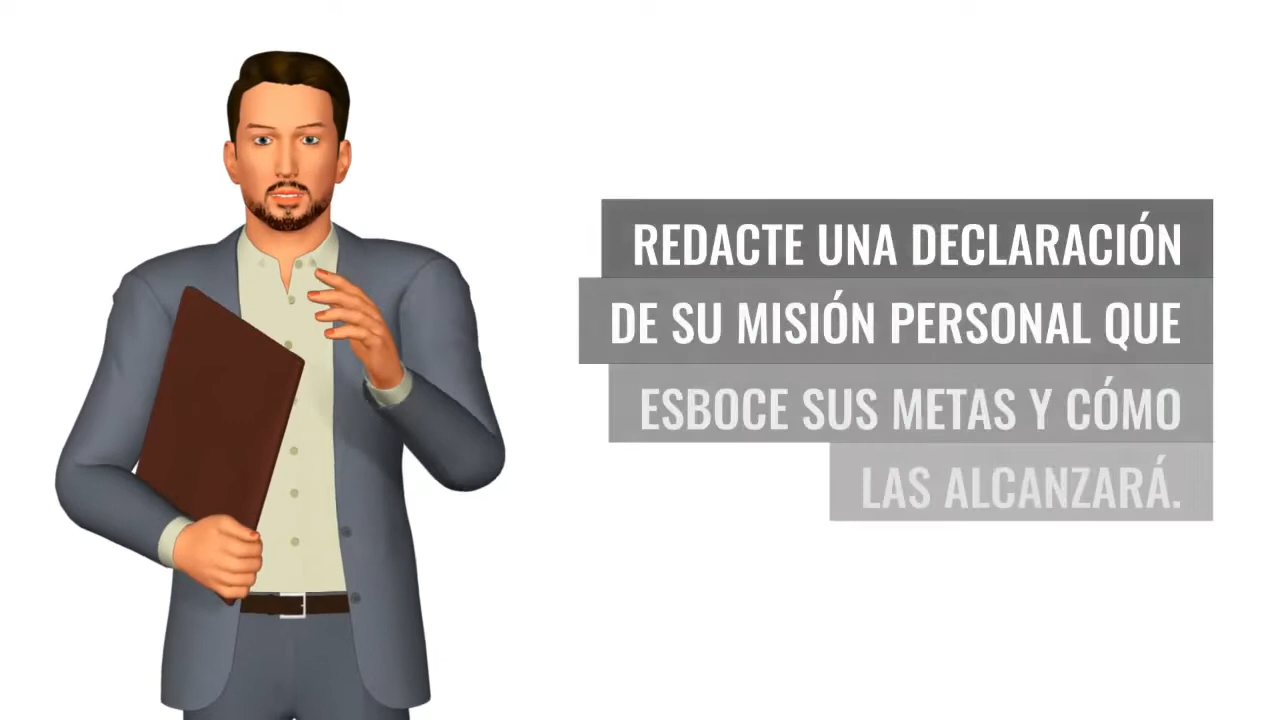 REDACTE UNA DECLARACIÓN
DE SU MISIÓN PERSONAL QUE
ESBOCE SUS METAS Y CÓMO
LAS ALCANZARÁ.